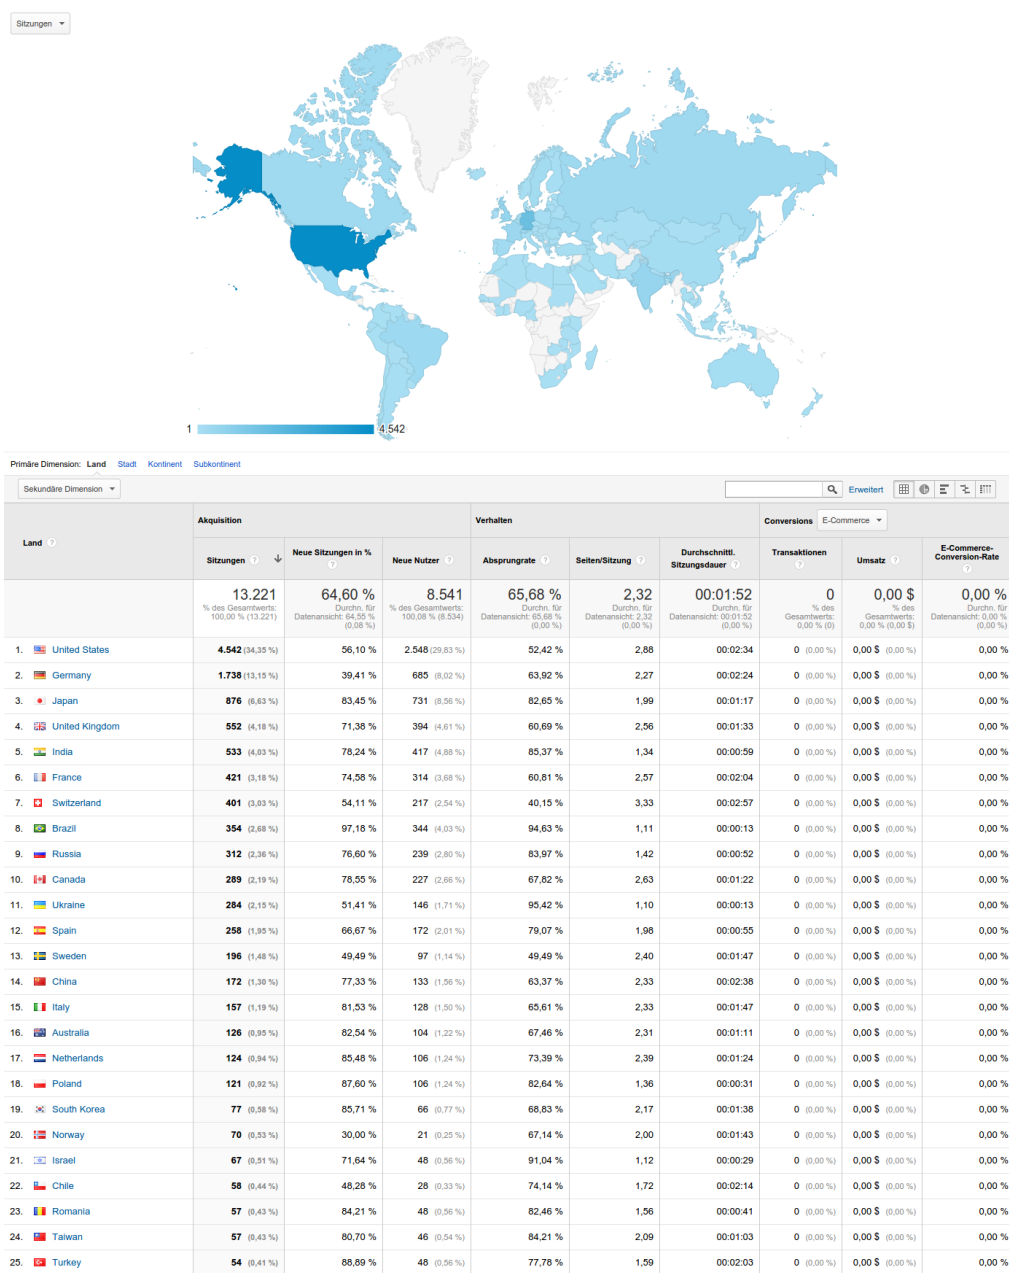 Sitzungen
1 4.542
Primäre Dimension: Land Stadt Kontinent Subkontinent
Sekundäre Dimension Erweitert
Akquisition Verhalten Conversions E-Commerce
Land ? Sitzungen ? Neue Sitzungen in % ? Neue Nutzer ? Absprungrate ? Seiten/Sitzung ? Durchschnittl. Sitzungsdauer ? Transaktionen ? Umsatz ? E-Commerce-Conversion-Rate ?
13.221 64,60 % 8.541 65,68 % 2,32 00:01:52 0 0,00 $ 0,00 %
% des Gesamtwerts: 100,00 % (13.221) Durchn. für Datenansicht: 64,55 % (0,08 %) % des Gesamtwerts: 100,08 % (8.534) Durchn. für Datenansicht: 65,68 % (0,00 %) Durchn. für Datenansicht: 2,32 (0,00 %) Durchn. für Datenansicht: 00:01:52 (0,00 %) % des Gesamtwerts: 0,00 % (0) % des Gesamtwerts: 0,00 % (0,00 $) Durchn. für Datenansicht: 0,00 % (0,00 %)
1. United States 4.542 (34,35 %) 56,10 % 2.548 (29,83 %) 52,42 % 2,88 00:02:34 0 (0,00 %) 0,00 $ (0,00 %) 0,00 %
2. Germany 1.738 (13,15 %) 39,41 % 685 (8,02 %) 63,92 % 2,27 00:02:24 0 (0,00 %) 0,00 $ (0,00 %) 0,00 %
3. Japan 876 (6,63 %) 83,45 % 731 (8,56 %) 82,65 % 1,99 00:01:17 0 (0,00 %) 0,00 $ (0,00 %) 0,00 %
4. United Kingdom 552 (4,18 %) 71,38 % 394 (4,61 %) 60,69 % 2,56 00:01:33 0 (0,00 %) 0,00 $ (0,00 %) 0,00 %
5. India 533 (4,03 %) 78,24 % 417 (4,88 %) 85,37 % 1,34 00:00:59 0 (0,00 %) 0,00 $ (0,00 %) 0,00 %
6. France 421 (3,18 %) 74,58 % 314 (3,68 %) 60,81 % 2,57 00:02:04 0 (0,00 %) 0,00 $ (0,00 %) 0,00 %
7. Switzerland 401 (3,03 %) 54,11 % 217 (2,54 %) 40,15 % 3,33 00:02:57 0 (0,00 %) 0,00 $ (0,00 %) 0,00 %
8. Brazil 354 (2,68 %) 97,18 % 344 (4,03 %) 94,63 % 1,11 00:00:13 0 (0,00 %) 0,00 $ (0,00 %) 0,00 %
9. Russia 312 (2,36 %) 76,60 % 239 (2,80 %) 83,97 % 1,42 00:00:52 0 (0,00 %) 0,00 $ (0,00 %) 0,00 %
10. Canada 289 (2,19 %) 78,55 % 227 (2,66 %) 67,82 % 2,63 00:01:22 0 (0,00 %) 0,00 $ (0,00 %) 0,00 %
11. Ukraine 284 (2,15 %) 51,41 % 146 (1,71 %) 95,42 % 1,10 00:00:13 0 (0,00 %) 0,00 $ (0,00 %) 0,00 %
12. Spain 258 (1,95 %) 66,67 % 172 (2,01 %) 79,07 % 1,98 00:00:55 0 (0,00 %) 0,00 $ (0,00 %) 0,00 %
13. Sweden 196 (1,48 %) 49,49 % 97 (1,14 %) 49,49 % 2,40 00:01:47 0 (0,00 %) 0,00 $ (0,00 %) 0,00 %
14. China 172 (1,30 %) 77,33 % 133 (1,56 %) 63,37 % 2,33 00:02:38 0 (0,00 %) 0,00 $ (0,00 %) 0,00 %
15. Italy 157 (1,19 %) 81,53 % 128 (1,50 %) 65,61 % 2,33 00:01:47 0 (0,00 %) 0,00 $ (0,00 %) 0,00 %
16. Australia 126 (0,95 %) 82,54 % 104 (1,22 %) 67,46 % 2,31 00:01:11 0 (0,00 %) 0,00 $ (0,00 %) 0,00 %
17. Netherlands 124 (0,94 %) 85,48 % 106 (1,24 %) 73,39 % 2,39 00:01:24 0 (0,00 %) 0,00 $ (0,00 %) 0,00 %
18. Poland 121 (0,92 %) 87,60 % 106 (1,24 %) 82,64 % 1,36 00:00:31 0 (0,00 %) 0,00 $ (0,00 %) 0,00 %
19. South Korea 77 (0,58 %) 85,71 % 66 (0,77 %) 68,83 % 2,17 00:01:38 0 (0,00 %) 0,00 $ (0,00 %) 0,00 %
20. Norway 70 (0,53 %) 30,00 % 21 (0,25 %) 67,14 % 2,00 00:01:43 0 (0,00 %) 0,00 $ (0,00 %) 0,00 %
21. Israel 67 (0,51 %) 71,64 % 48 (0,56 %) 91,04 % 1,12 00:00:29 0 (0,00 %) 0,00 $ (0,00 %) 0,00 %
22. Chile 58 (0,44 %) 48,28 % 28 (0,33 %) 74,14 % 1,72 00:02:14 0 (0,00 %) 0,00 $ (0,00 %) 0,00 %
23. Romania 57 (0,43 %) 84,21 % 48 (0,56 %) 82,46 % 1,56 00:00:41 0 (0,00 %) 0,00 $ (0,00 %) 0,00 %
24. Taiwan 57 (0,43 %) 80,70 % 46 (0,54 %) 84,21 % 2,09 00:01:03 0 (0,00 %) 0,00 $ (0,00 %) 0,00 %
25. Turkey 54 (0,41 %) 88,89 % 48 (0,56 %) 77,78 % 1,59 00:02:03 0 (0,00 %) 0,00 $ (0,00 %) 0,00 %